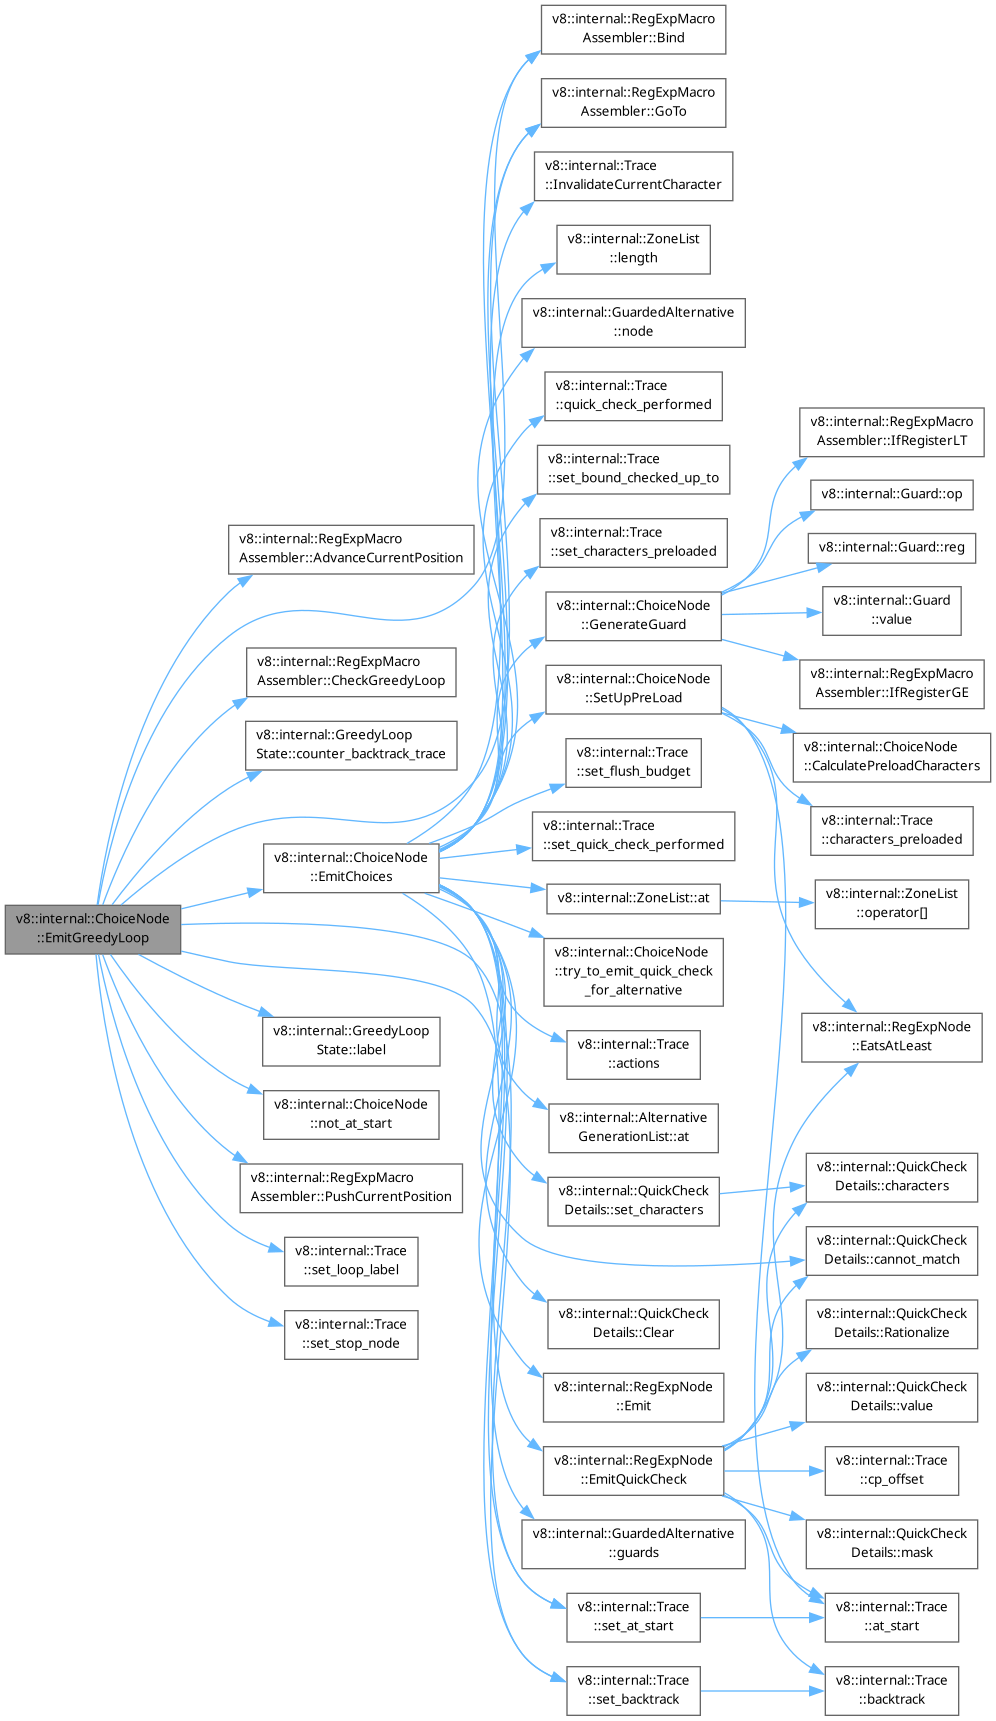 v8::internal::RegExpMacro
Assembler::Bind
v8::internal::RegExpMacro
Assembler::GoTo
v8::internal::Trace
::InvalidateCurrentCharacter
v8::internal::ZoneList
::length
v8::internal::GuardedAlternative
::node
v8::internal::Trace
::quick_check_performed
v8::internal::RegExpMacro
Assembler::IfRegisterLT
v8::internal::Trace
::set_bound_checked_up_to
v8::internal::Guard::op
v8::internal::RegExpMacro
Assembler::AdvanceCurrentPosition
v8::internal::Trace
::set_characters_preloaded
v8::internal::Guard::reg
v8::internal::ChoiceNode
::GenerateGuard
v8::internal::Guard
::value
v8::internal::RegExpMacro
Assembler::CheckGreedyLoop
v8::internal::ChoiceNode
::SetUpPreLoad
v8::internal::RegExpMacro
Assembler::IfRegisterGE
v8::internal::GreedyLoop
State::counter_backtrack_trace
v8::internal::Trace
::set_flush_budget
v8::internal::ChoiceNode
::CalculatePreloadCharacters
v8::internal::Trace
::set_quick_check_performed
v8::internal::Trace
::characters_preloaded
v8::internal::ChoiceNode
::EmitChoices
v8::internal::ZoneList::at
v8::internal::ZoneList
::operator[]
v8::internal::ChoiceNode
::EmitGreedyLoop
v8::internal::ChoiceNode
::try_to_emit_quick_check
_for_alternative
v8::internal::GreedyLoop
State::label
v8::internal::Trace
::actions
v8::internal::RegExpNode
::EatsAtLeast
v8::internal::ChoiceNode
::not_at_start
v8::internal::Alternative
GenerationList::at
v8::internal::RegExpMacro
Assembler::PushCurrentPosition
v8::internal::QuickCheck
Details::set_characters
v8::internal::QuickCheck
Details::characters
v8::internal::Trace
::set_loop_label
v8::internal::QuickCheck
Details::cannot_match
v8::internal::Trace
::set_stop_node
v8::internal::QuickCheck
Details::Clear
v8::internal::QuickCheck
Details::Rationalize
v8::internal::RegExpNode
::Emit
v8::internal::QuickCheck
Details::value
v8::internal::RegExpNode
::EmitQuickCheck
v8::internal::Trace
::cp_offset
v8::internal::GuardedAlternative
::guards
v8::internal::QuickCheck
Details::mask
v8::internal::Trace
::set_at_start
v8::internal::Trace
::at_start
v8::internal::Trace
::set_backtrack
v8::internal::Trace
::backtrack